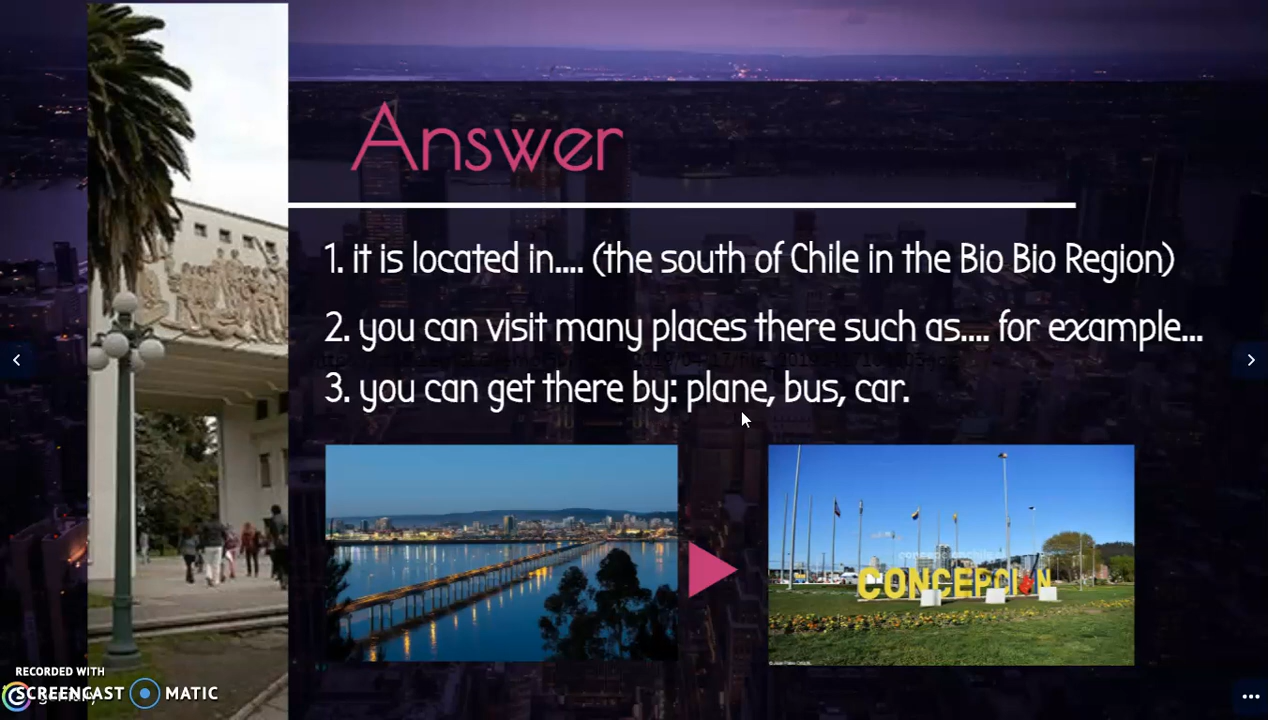 Answer
1. it is located in.... (the south of Chile in the Bio Bio Region)
2. you can visit many places there such as.... for example...
3. you can get there by: plane, bus, car.
CONCEPCIÓN
RECORDED WITH
SCREENCAST MATIC